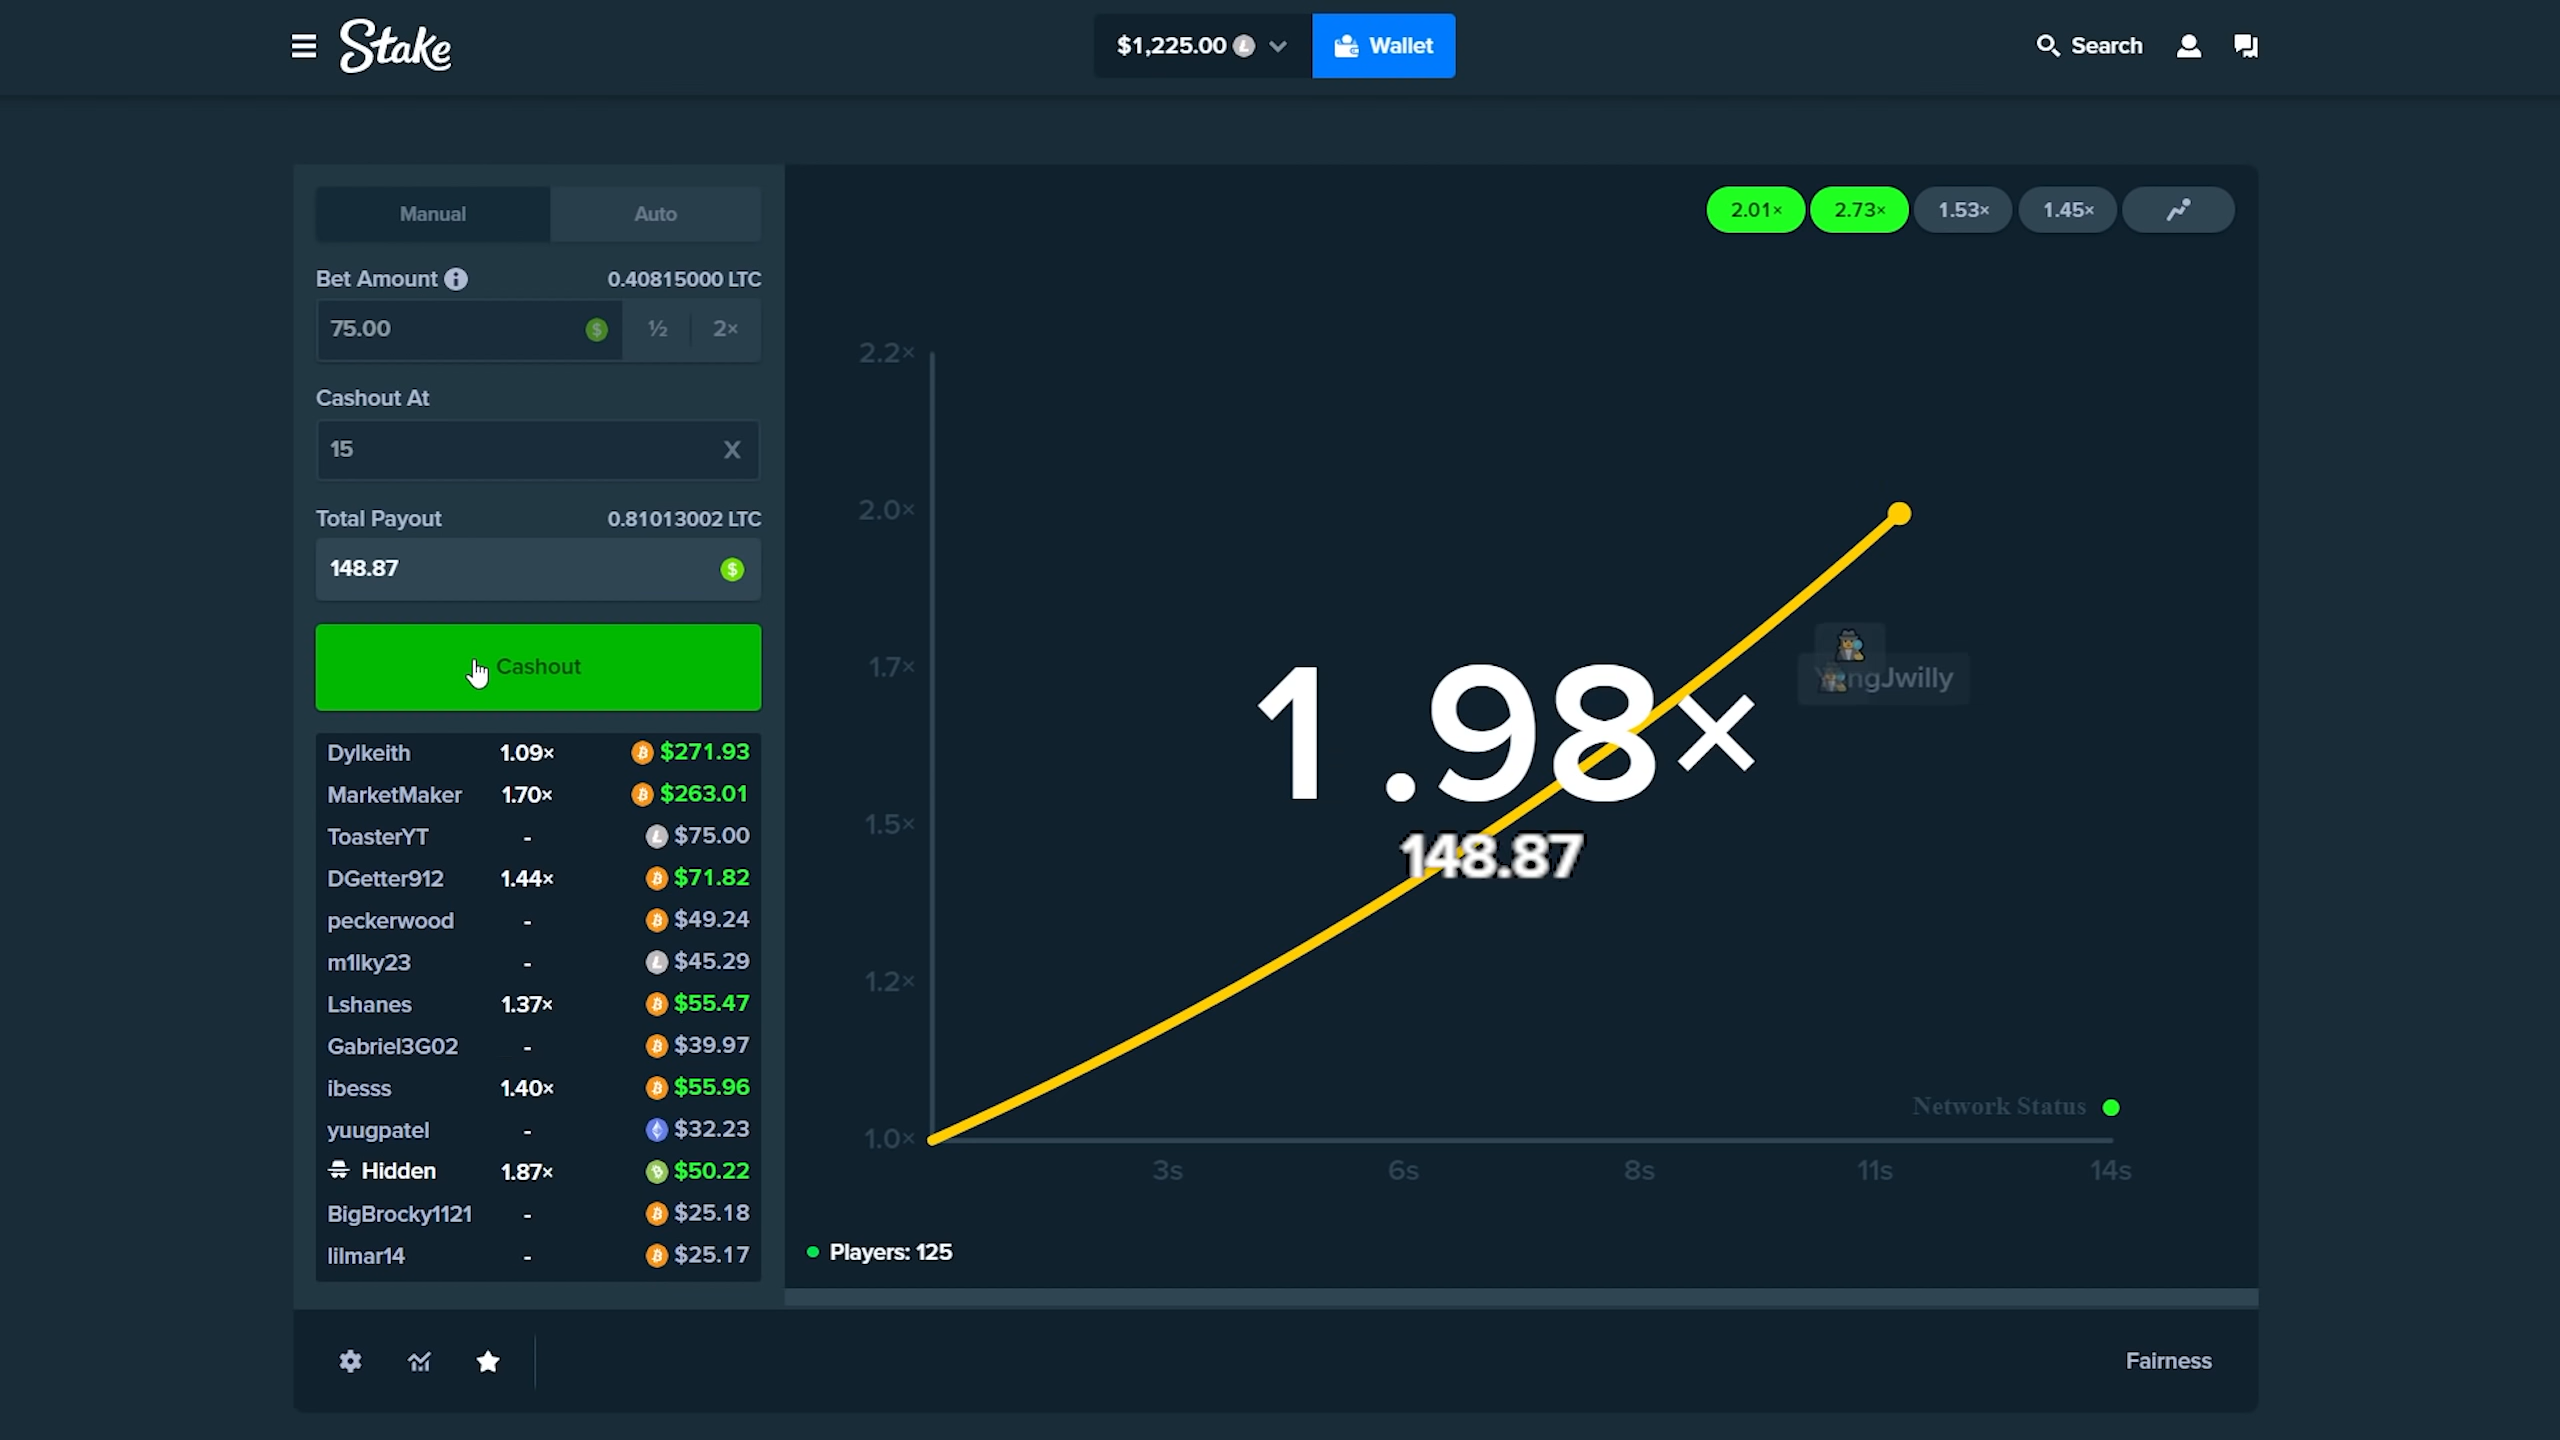 Stake
$1,225.00
Wallet
Search
Manual
Auto
Bet Amount
0.40815000 LTC
75.00
½
2×
Cashout At
15
X
Total Payout
0.81013002 LTC
148.87
Cashout
Dylkeith 1.09× $271.93
MarketMaker 1.70× $263.01
ToasterYT - $75.00
DGetter912 1.44× $71.82
peckerwood - $49.24
m1lky23 - $45.29
Lshanes 1.37× $55.47
Gabriel3G02 - $39.97
ibesss 1.40× $55.96
yuugpatel - $32.23
Hidden 1.87× $50.22
BigBrocky1121 - $25.18
lilmar14 - $25.17
2.01×
2.73×
1.53×
1.45×
2.2×
2.0×
1.7×
1.5×
1.2×
1.0×
1.98×
148.87
Network Status
3s
6s
8s
11s
14s
Players: 125
Fairness